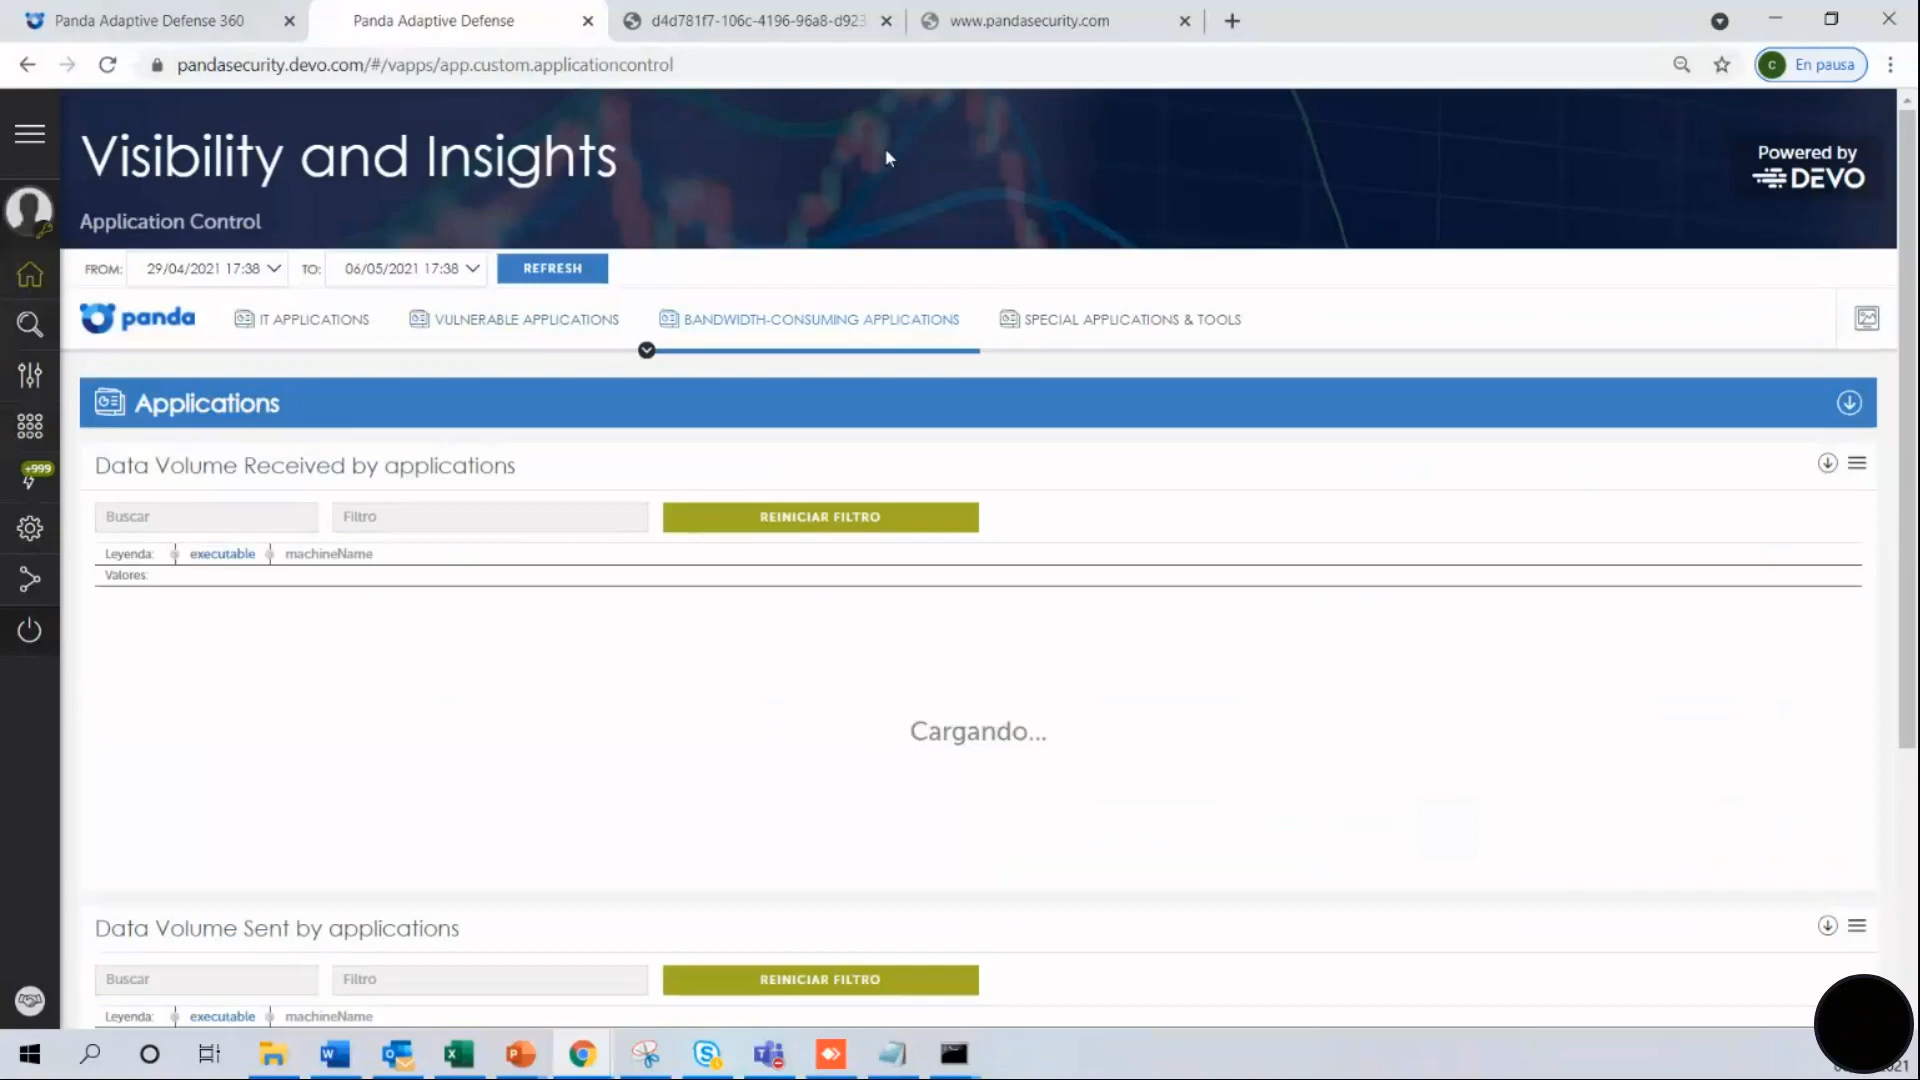 Panda Adaptive Defense 360
Panda Adaptive Defense
d4d781f7-106c-4196-96a8-d923
www.pandasecurity.com
pandasecurity.devo.com/#/vapps/app.custom.applicationcontrol
C
En pausa
Visibility and Insights
Application Control
Powered by
DEVO
FROM: 29/04/2021 17:38 TO: 06/05/2021 17:38 REFRESH
panda
IT APPLICATIONS
VULNERABLE APPLICATIONS
BANDWIDTH-CONSUMING APPLICATIONS
SPECIAL APPLICATIONS & TOOLS
+999
Applications
Data Volume Received by applications
Buscar
Filtro
REINICIAR FILTRO
Leyenda: executable machineName
Valores:
Cargando...
Data Volume Sent by applications
Buscar
Filtro
REINICIAR FILTRO
Leyenda: executable machineName